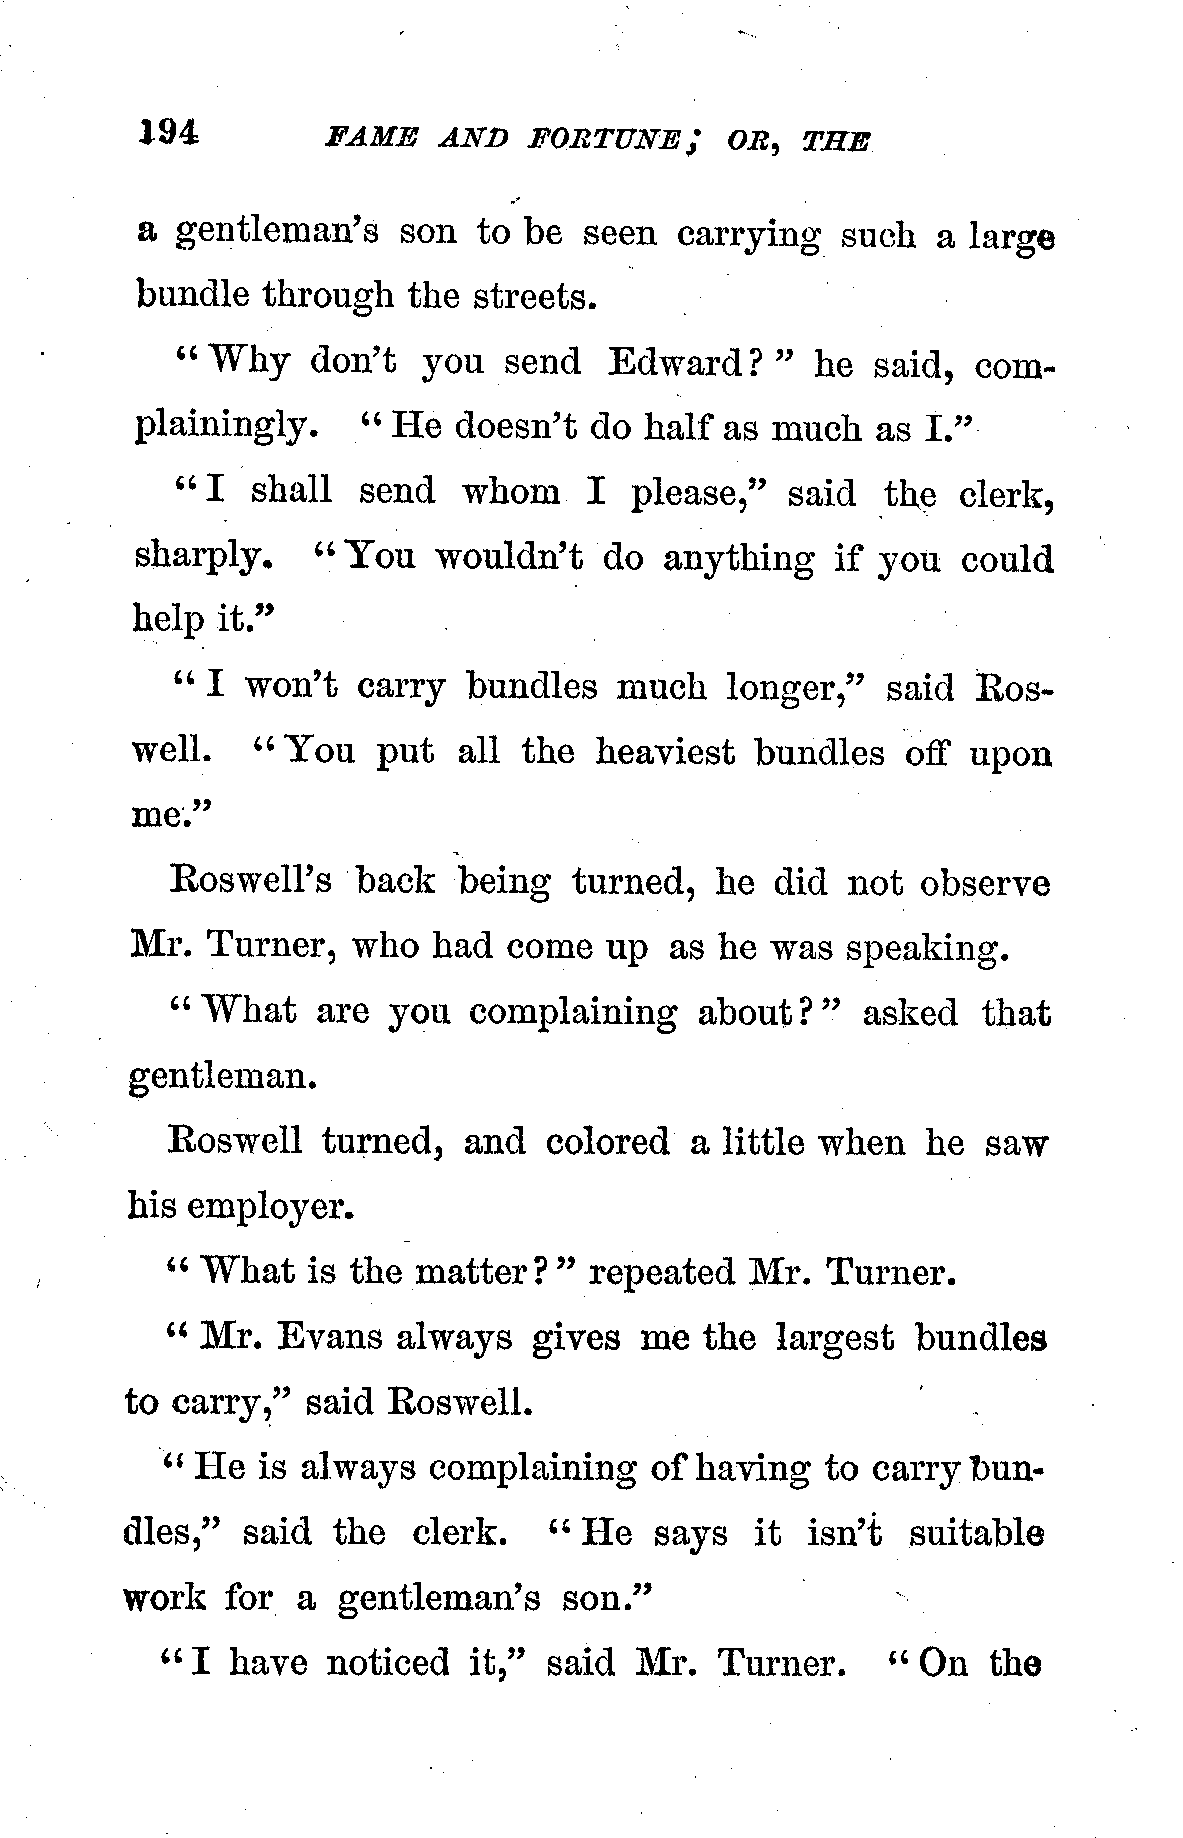 194 FAME AND FORTUNE; OR, THE
a gentleman's son to be seen carrying such a large
bundle through the streets.
"Why don't you send Edward?" he said, com-
plainingly. "He doesn't do half as much as I."
"I shall send whom I please," said the clerk,
sharply. "You wouldn't do anything if you could
help it."
"I won't carry bundles much longer," said Ros-
well. "You put all the heaviest bundles off upon
me."
Roswell's back being turned, he did not observe
Mr. Turner, who had come up as he was speaking.
"What are you complaining about?" asked that
gentleman.
Roswell turned, and colored a little when he saw
his employer.
"What is the matter?" repeated Mr. Turner.
"Mr. Evans always gives me the largest bundles
to carry," said Roswell.
"He is always complaining of having to carry bun-
dles," said the clerk. "He says it isn't suitable
work for a gentleman's son."
"I have noticed it," said Mr. Turner. "On the